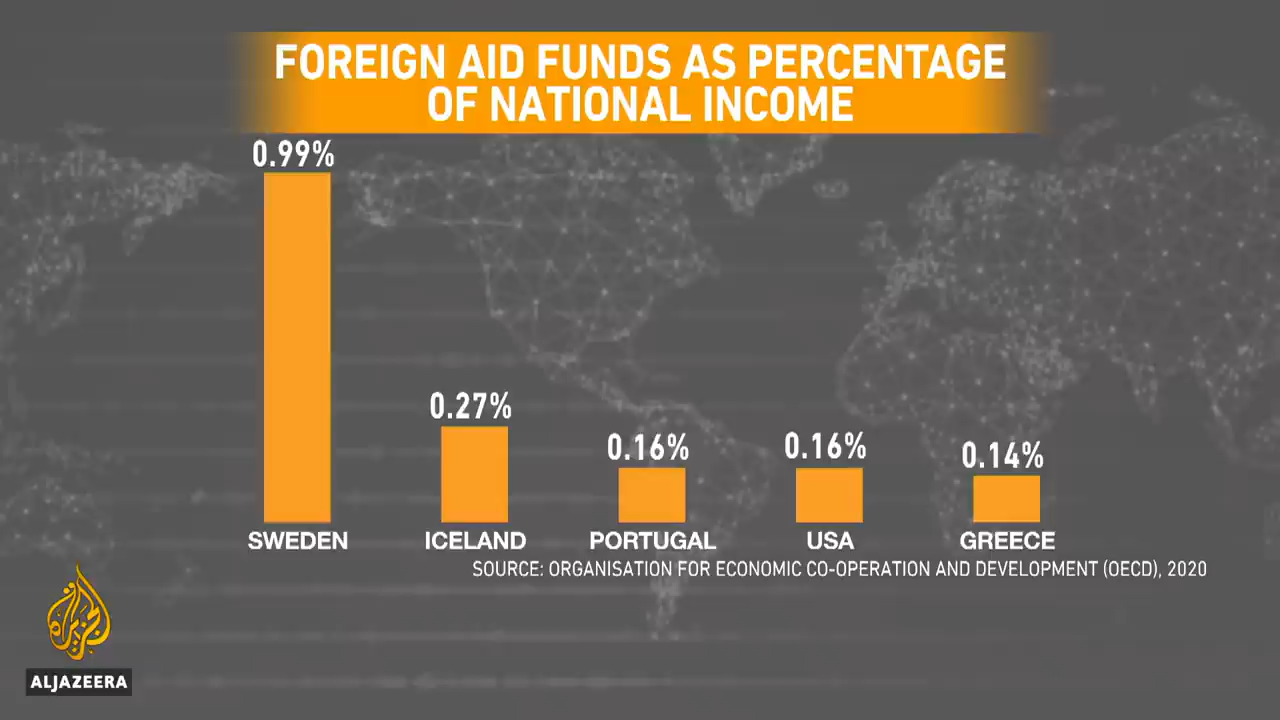 FOREIGN AID FUNDS AS PERCENTAGE
OF NATIONAL INCOME
0.99%
0.27%
0.16%
0.16%
0.14%
SWEDEN
ICELAND
PORTUGAL
USA
GREECE
SOURCE: ORGANISATION FOR ECONOMIC CO-OPERATION AND DEVELOPMENT (OECD), 2020
الجزيرة
ALJAZEERA